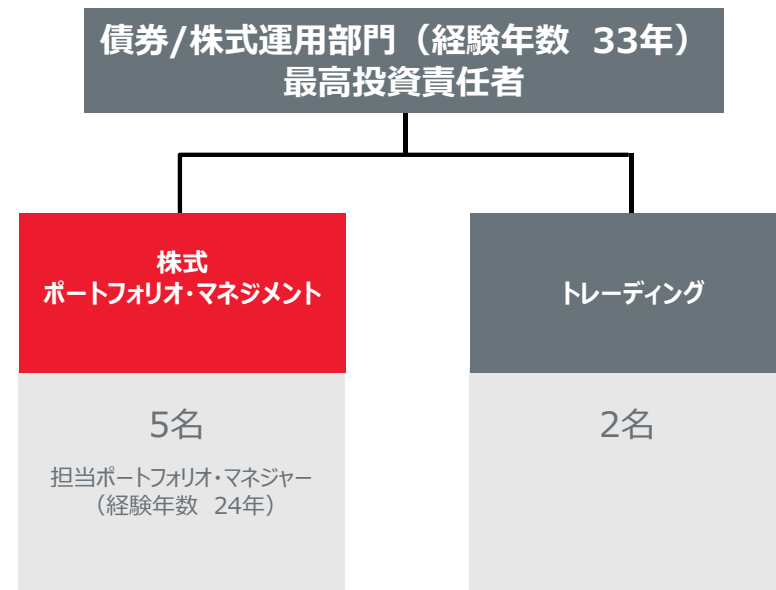 債券/株式運用部門（経験年数 33年）
最高投資責任者
株式
ポートフォリオ・マネジメント
トレーディング
5名
担当ポートフォリオ・マネジャー
（経験年数 24年）
2名